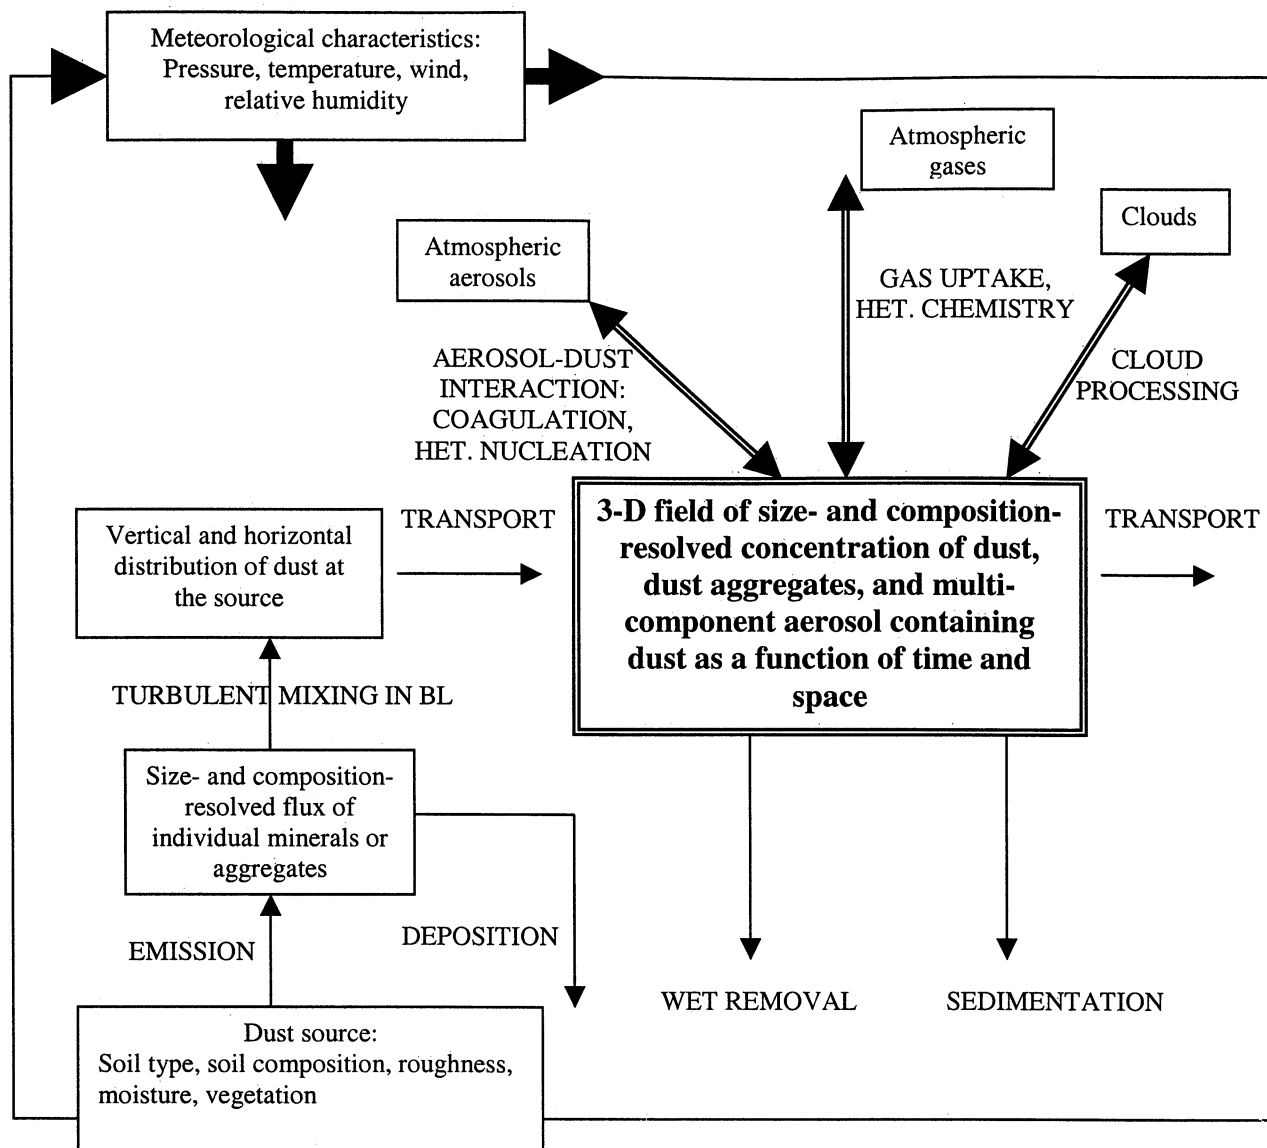 Meteorological characteristics:
Pressure, temperature, wind,
relative humidity
Atmospheric
gases
Clouds
Atmospheric
aerosols
GAS UPTAKE,
HET. CHEMISTRY
AEROSOL-DUST
INTERACTION:
COAGULATION,
HET. NUCLEATION
CLOUD
PROCESSING
Vertical and horizontal
distribution of dust at
the source
TRANSPORT
3-D field of size- and composition-
resolved concentration of dust,
dust aggregates, and multi-
component aerosol containing
dust as a function of time and
space
TRANSPORT
TURBULENT MIXING IN BL
Size- and composition-
resolved flux of
individual minerals or
aggregates
EMISSION
DEPOSITION
WET REMOVAL
SEDIMENTATION
Dust source:
Soil type, soil composition, roughness,
moisture, vegetation